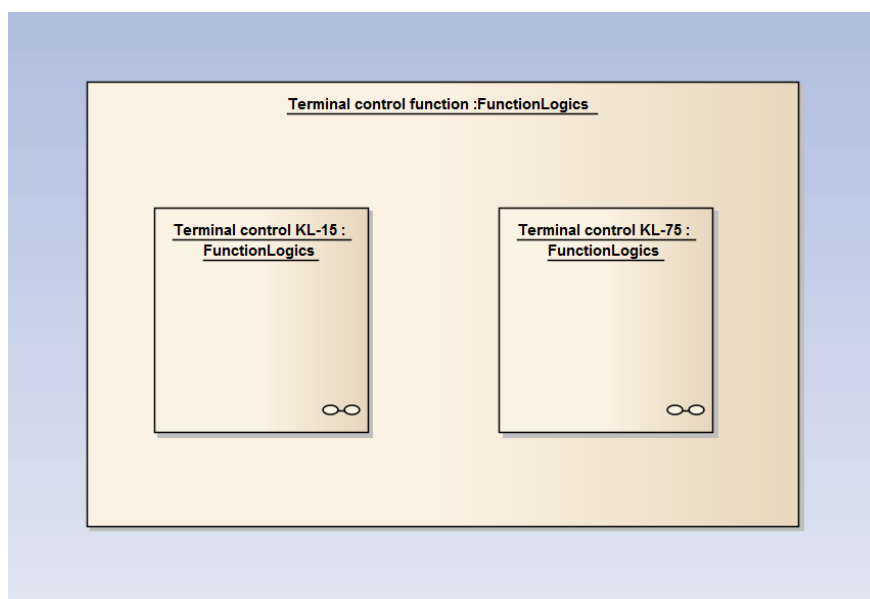 Terminal control function :FunctionLogics
Terminal control KL-15 :
FunctionLogics
Terminal control KL-75 :
FunctionLogics